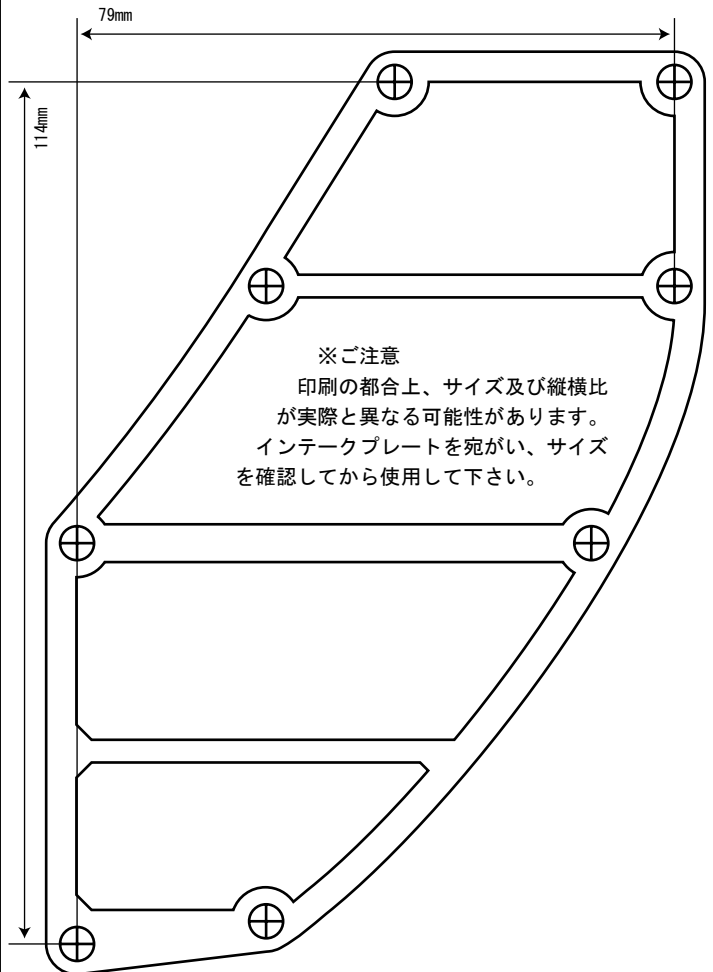 79mm
114mm
※ご注意
印刷の都合上、サイズ及び縦横比
が実際と異なる可能性があります。
インテークプレートを宛がい、サイズ
を確認してから使用して下さい。